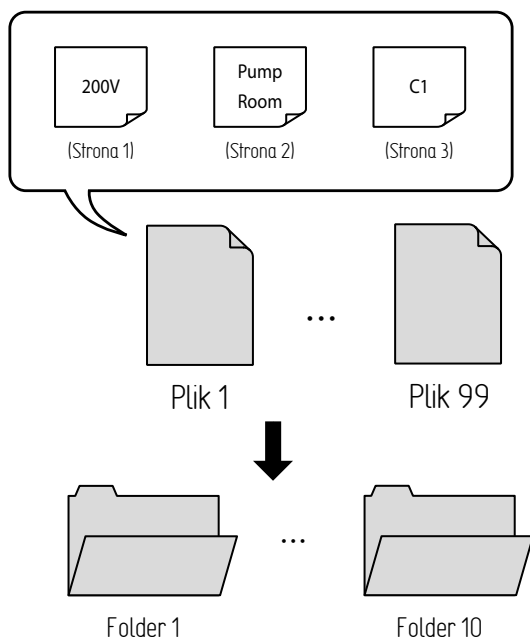 200V
Pump
Room
C1
(Strona 1)
(Strona 2)
(Strona 3)
...
Plik 1
Plik 99
...
Folder 1
Folder 10